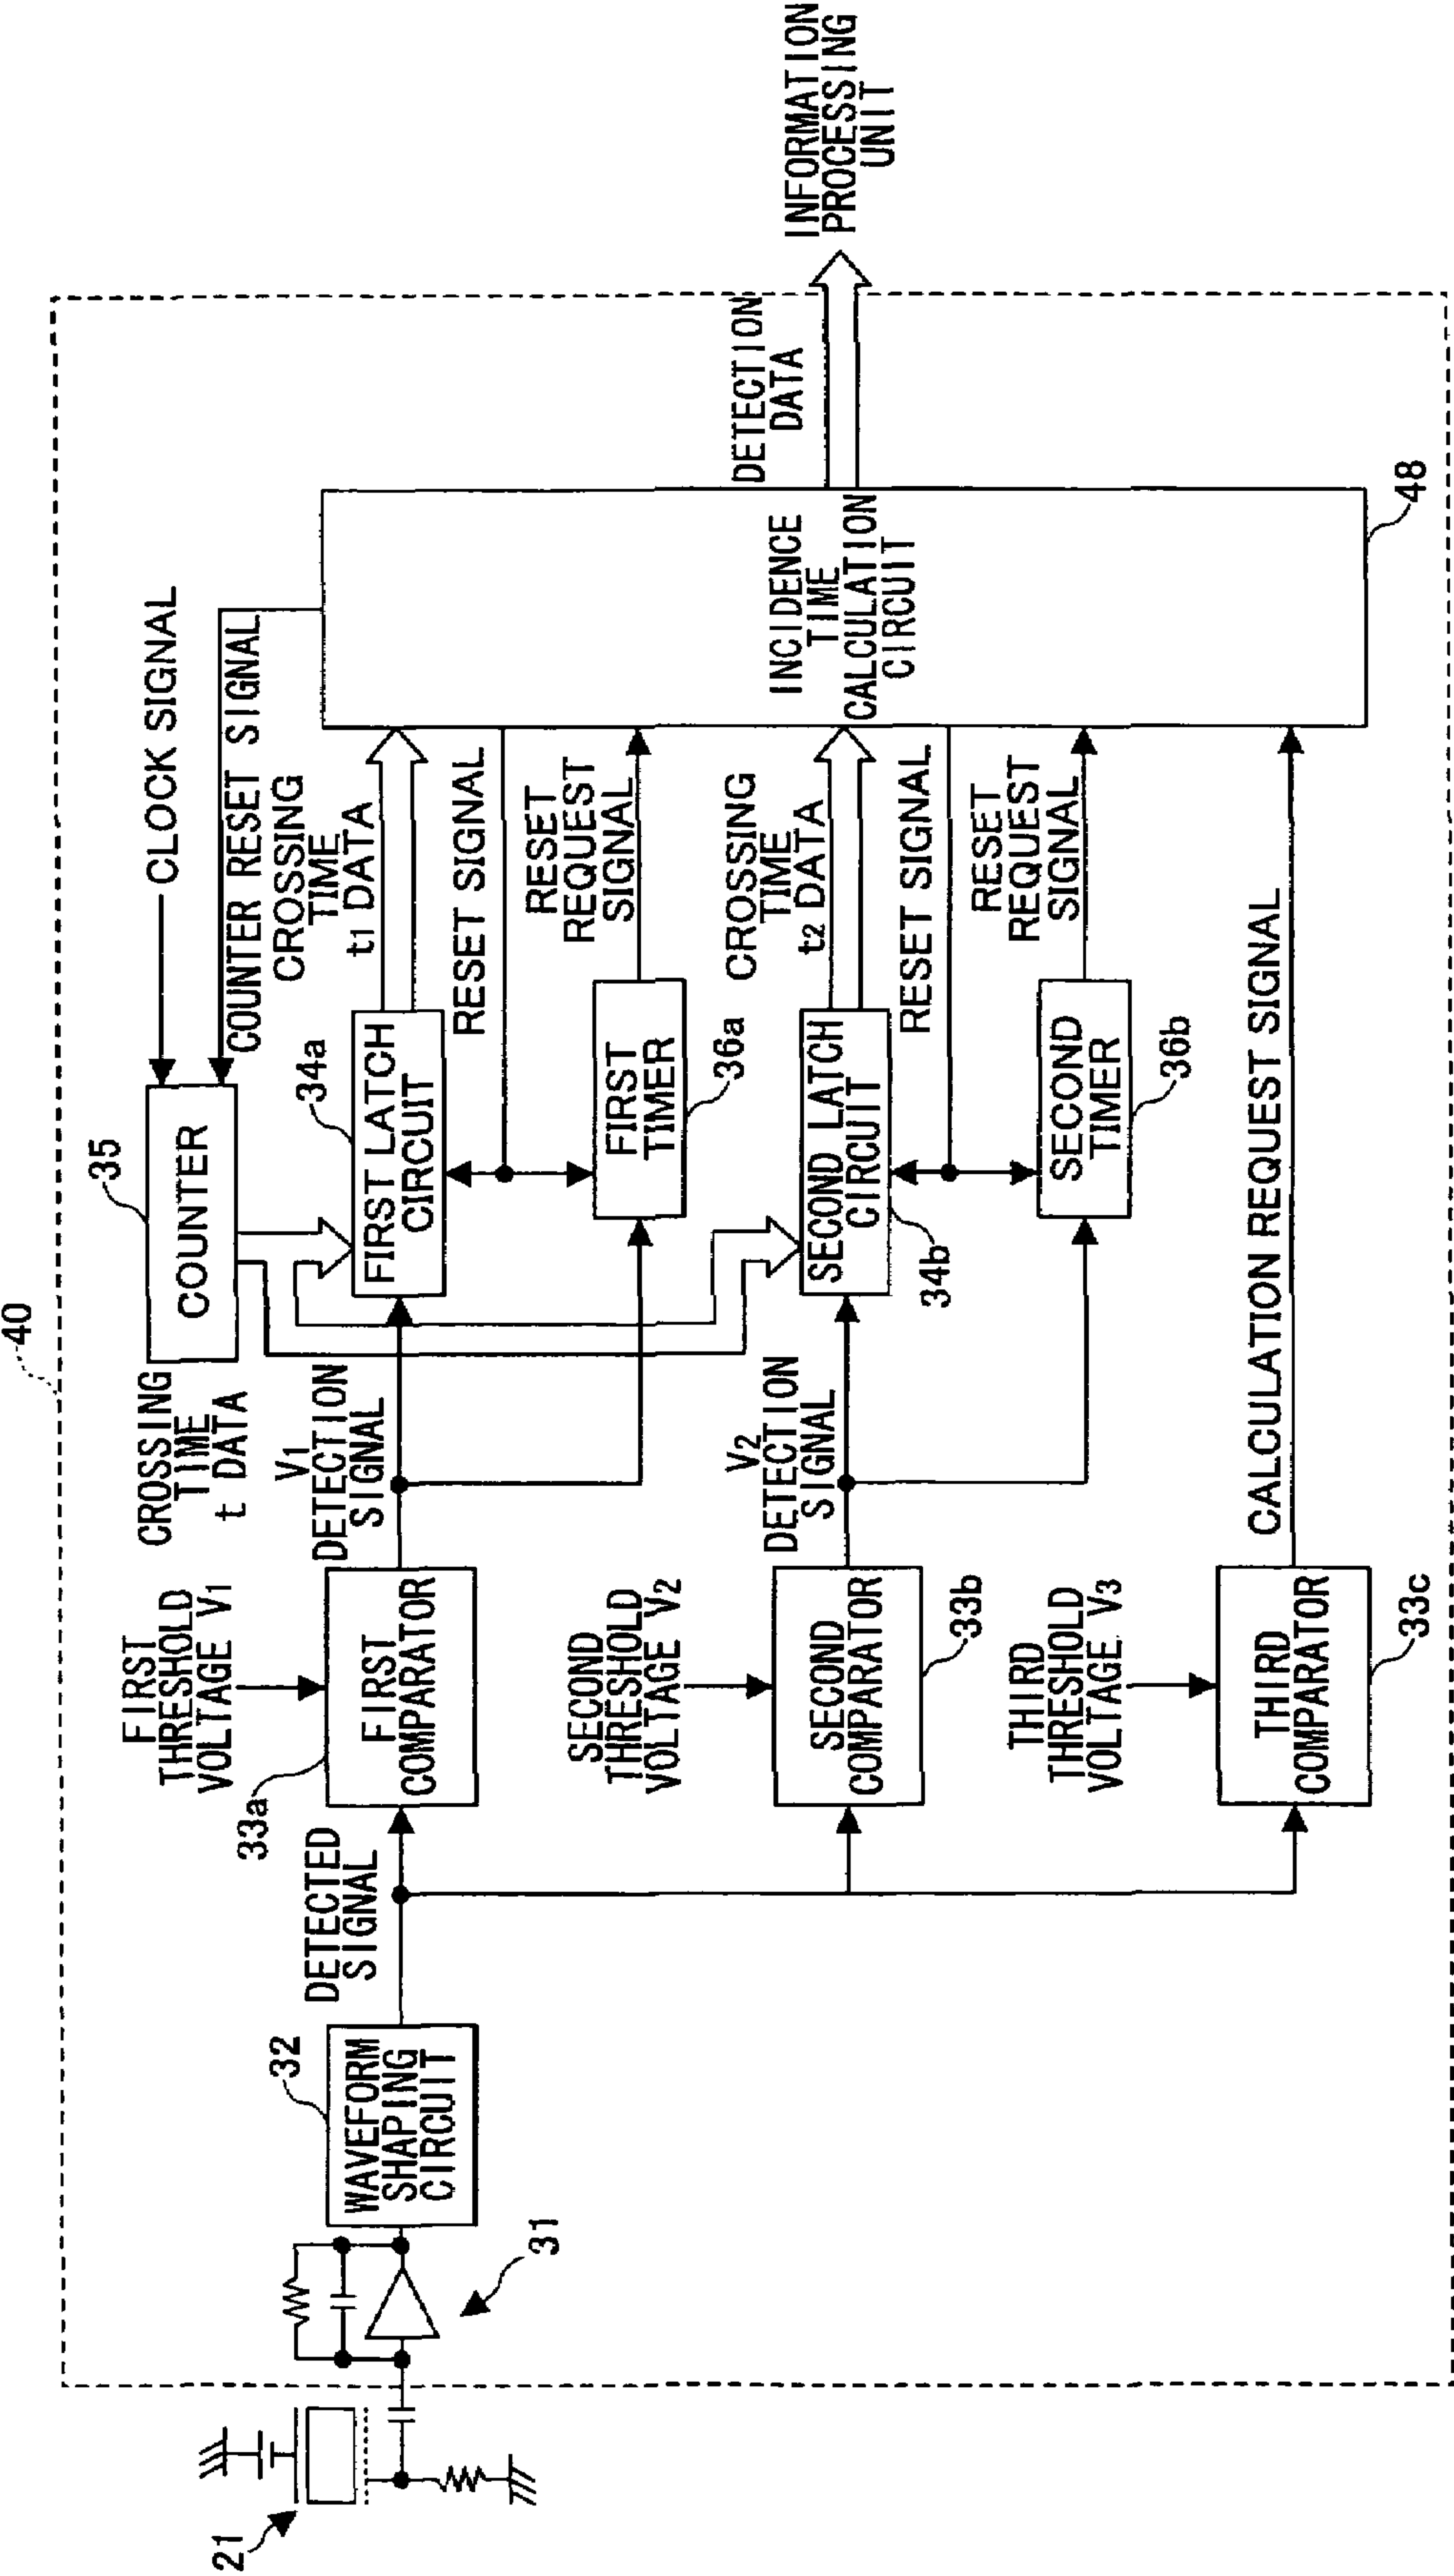 40
35
COUNTER
CLOCK SIGNAL
COUNTER RESET SIGNAL
CROSSING
TIME
t DATA
FIRST
THRESHOLD
VOLTAGE V1
33a
FIRST
COMPARATOR
V1
DETECTION
SIGNAL
34a
FIRST LATCH
CIRCUIT
CROSSING
TIME
t1 DATA
RESET SIGNAL
FIRST
TIMER
36a
RESET
REQUEST
SIGNAL
21
31
32
WAVEFORM
SHAPING
CIRCUIT
DETECTED
SIGNAL
SECOND
THRESHOLD
VOLTAGE V2
SECOND
COMPARATOR
33b
V2
DETECTION
SIGNAL
SECOND LATCH
CIRCUIT
34b
CROSSING
TIME
t2 DATA
RESET SIGNAL
SECOND
TIMER
36b
RESET
REQUEST
SIGNAL
THIRD
THRESHOLD
VOLTAGE V3
THIRD
COMPARATOR
33c
CALCULATION REQUEST SIGNAL
INCIDENCE
TIME
CALCULATION
CIRCUIT
48
DETECTION
DATA
INFORMATION
PROCESSING
UNIT